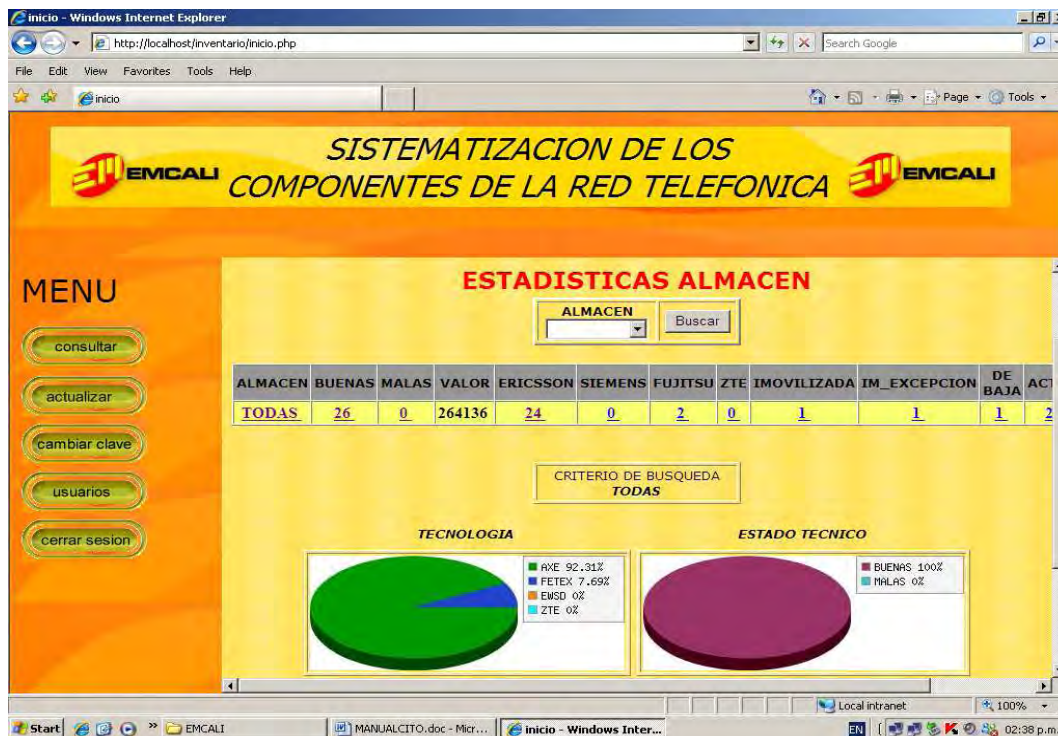 inicio - Windows Internet Explorer
http://localhost/inventario/inicio.php
Search Google
File Edit View Favorites Tools Help
inicio
Page Tools
EMCALI
SISTEMATIZACION DE LOS
COMPONENTES DE LA RED TELEFONICA
EMCALI
MENU
consultar
actualizar
cambiar clave
usuarios
cerrar sesion
ESTADISTICAS ALMACEN
ALMACEN
Buscar
ALMACEN BUENAS MALAS VALOR ERICSSON SIEMENS FUJITSU ZTE IMOVILIZADA IM_EXCEPCION DE BAJA ACT
TODAS 26 0 264136 24 0 2 0 1 1 1 2
CRITERIO DE BUSQUEDA
TODAS
TECNOLOGIA
AXE 92.31%
FETEX 7.69%
EWSD 0%
ZTE 0%
ESTADO TECNICO
BUENAS 100%
MALAS 0%
Local intranet
100%
Start
EMCALI
MANUALCITO.doc - Micr...
inicio - Windows Inter...
EN
02:38 p.m.